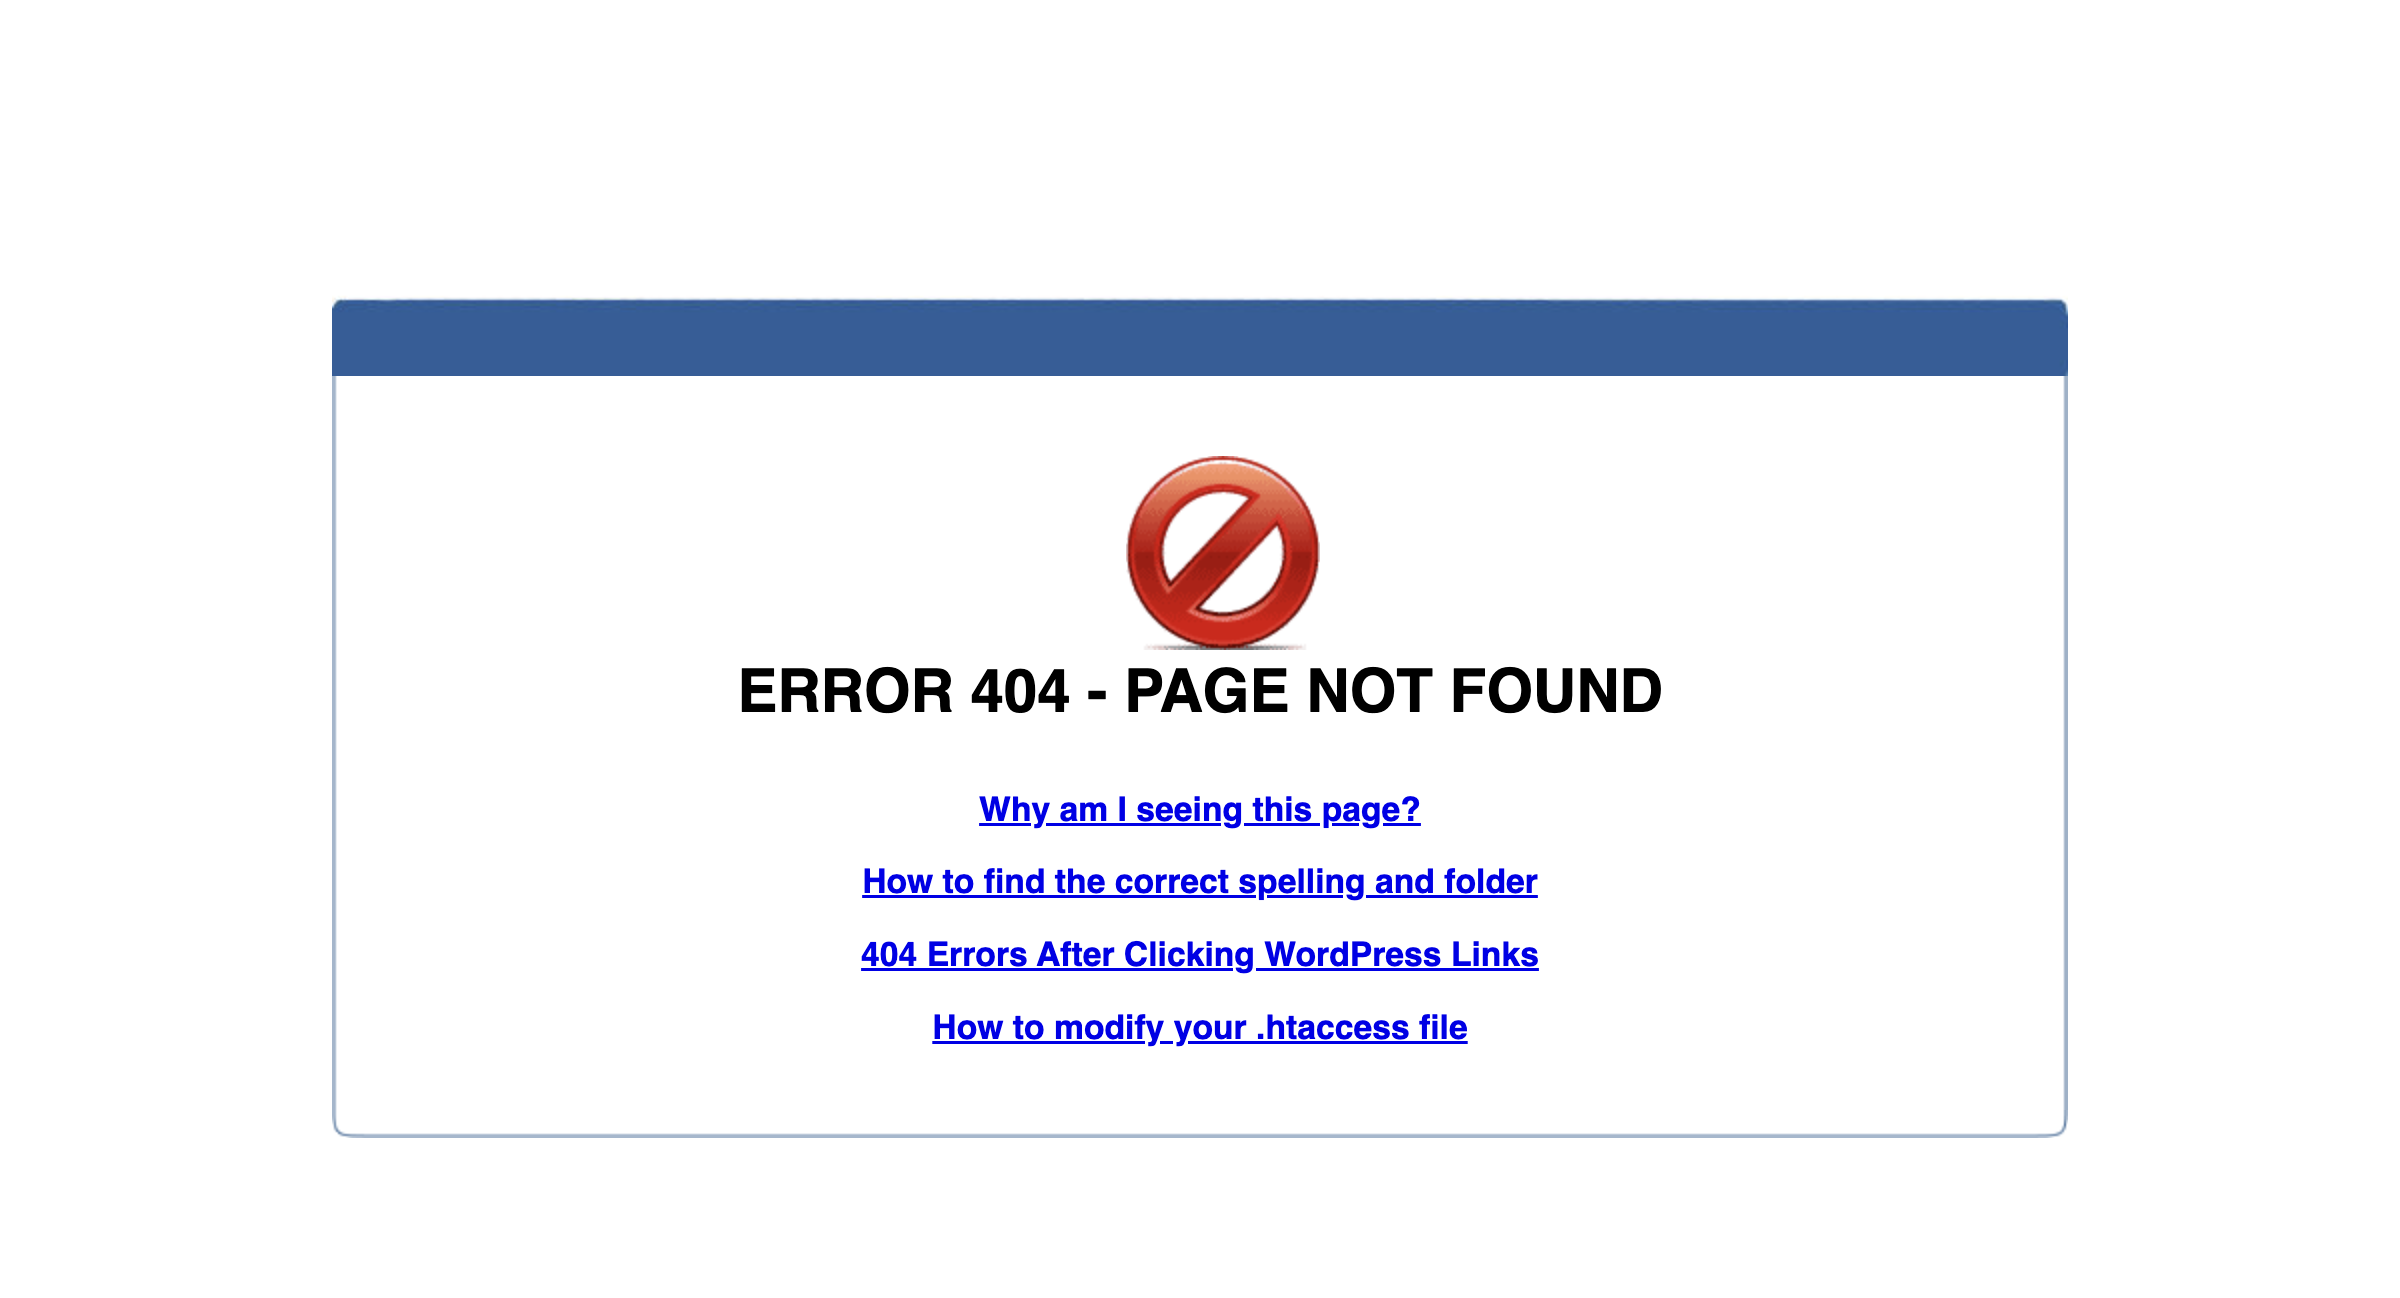 ERROR 404 - PAGE NOT FOUND
Why am I seeing this page?
How to find the correct spelling and folder
404 Errors After Clicking WordPress Links
How to modify your .htaccess file